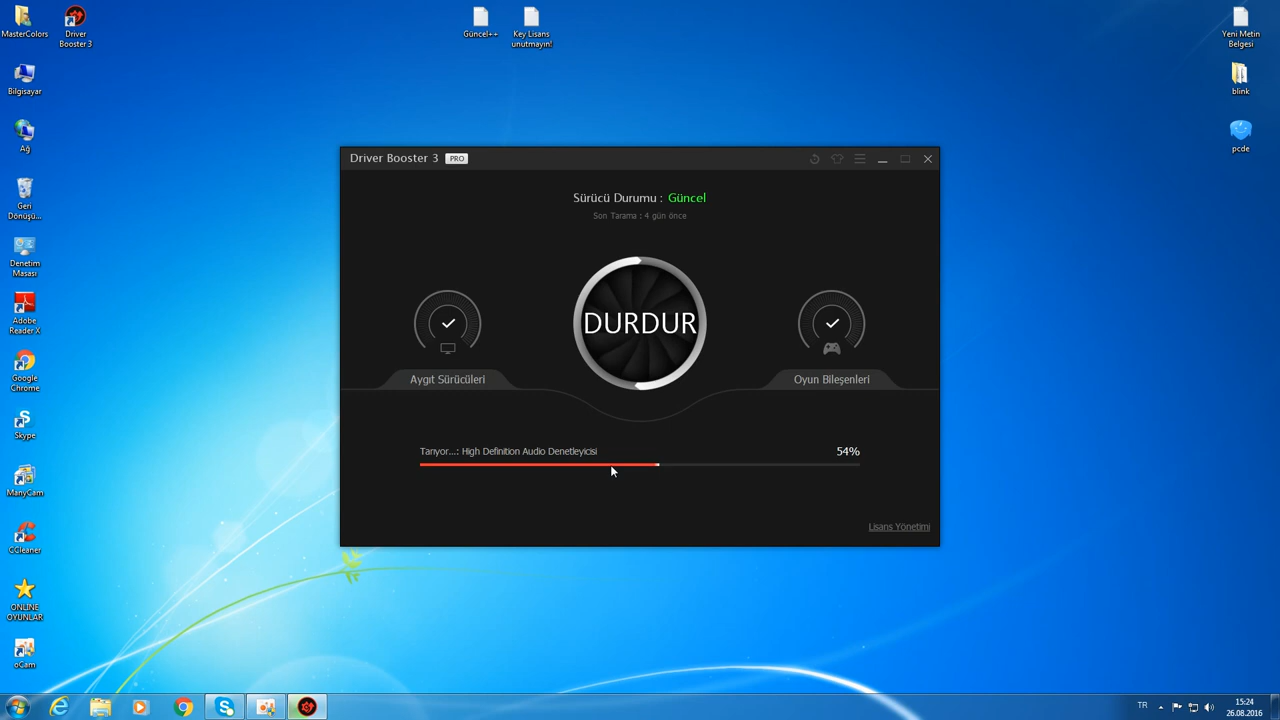 MasterColors
Driver
Booster 3
Güncel++
Key Lisans
unutmayın!
Yeni Metin
Belgesi
Bilgisayar
blink
Ağ
pcde
Geri
Dönüşü...
Denetim
Masası
Adobe
Reader X
Google
Chrome
Skype
ManyCam
CCleaner
ONLINE
OYUNLAR
oCam
Driver Booster 3 PRO
Sürücü Durumu : Güncel
Son Tarama : 4 gün önce
DURDUR
Aygıt Sürücüleri
Oyun Bileşenleri
Tarıyor...: High Definition Audio Denetleyicisi
54%
Lisans Yönetimi
TR
15:24
26.08.2016